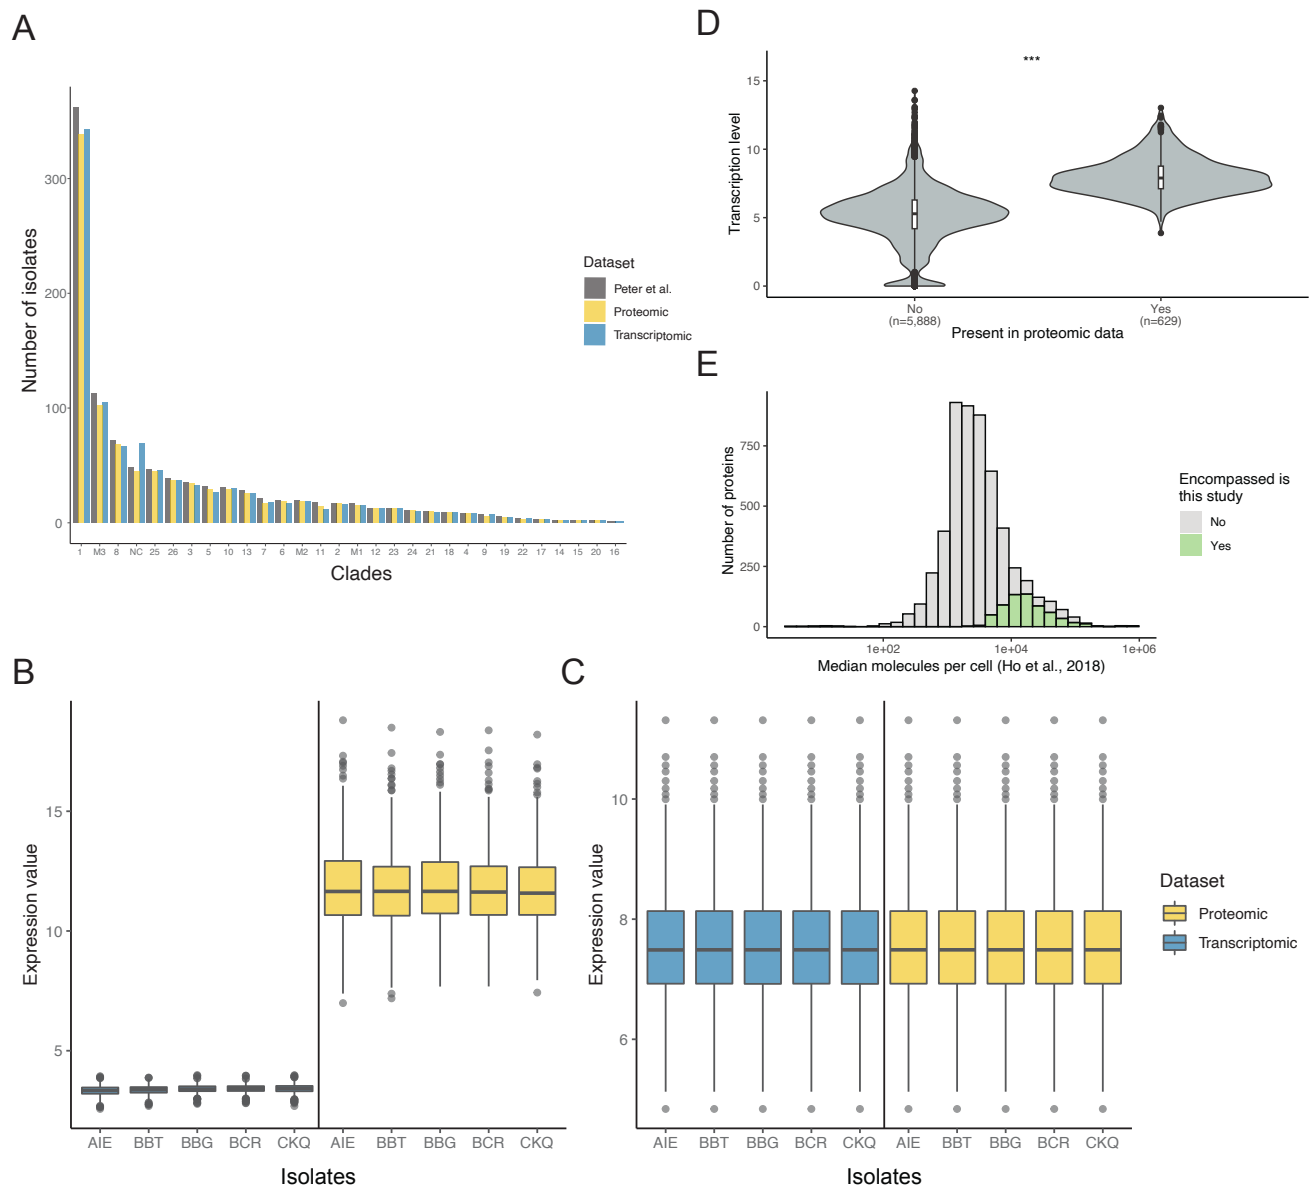 A
Number of isolates
300
200
100
0
1 M3 8 NC 25 26 3 5 10 13 7 6 M2 11 2 M1 12 23 24 21 18 4 9 19 22 17 14 15 20 16
Clades
Dataset
Peter et al.
Proteomic
Transcriptomic
D
***
Transcription level
15
10
5
0
No
(n=5,888)
Yes
(n=629)
Present in proteomic data
E
Number of proteins
750
500
250
0
1e+02 1e+04 1e+06
Median molecules per cell (Ho et al., 2018)
Encompassed is
this study
No
Yes
B
Expression value
15
10
5
AIE BBT BBG BCR CKQ AIE BBT BBG BCR CKQ
Isolates
C
Expression value
10
8
6
AIE BBT BBG BCR CKQ AIE BBT BBG BCR CKQ
Isolates
Dataset
Proteomic
Transcriptomic